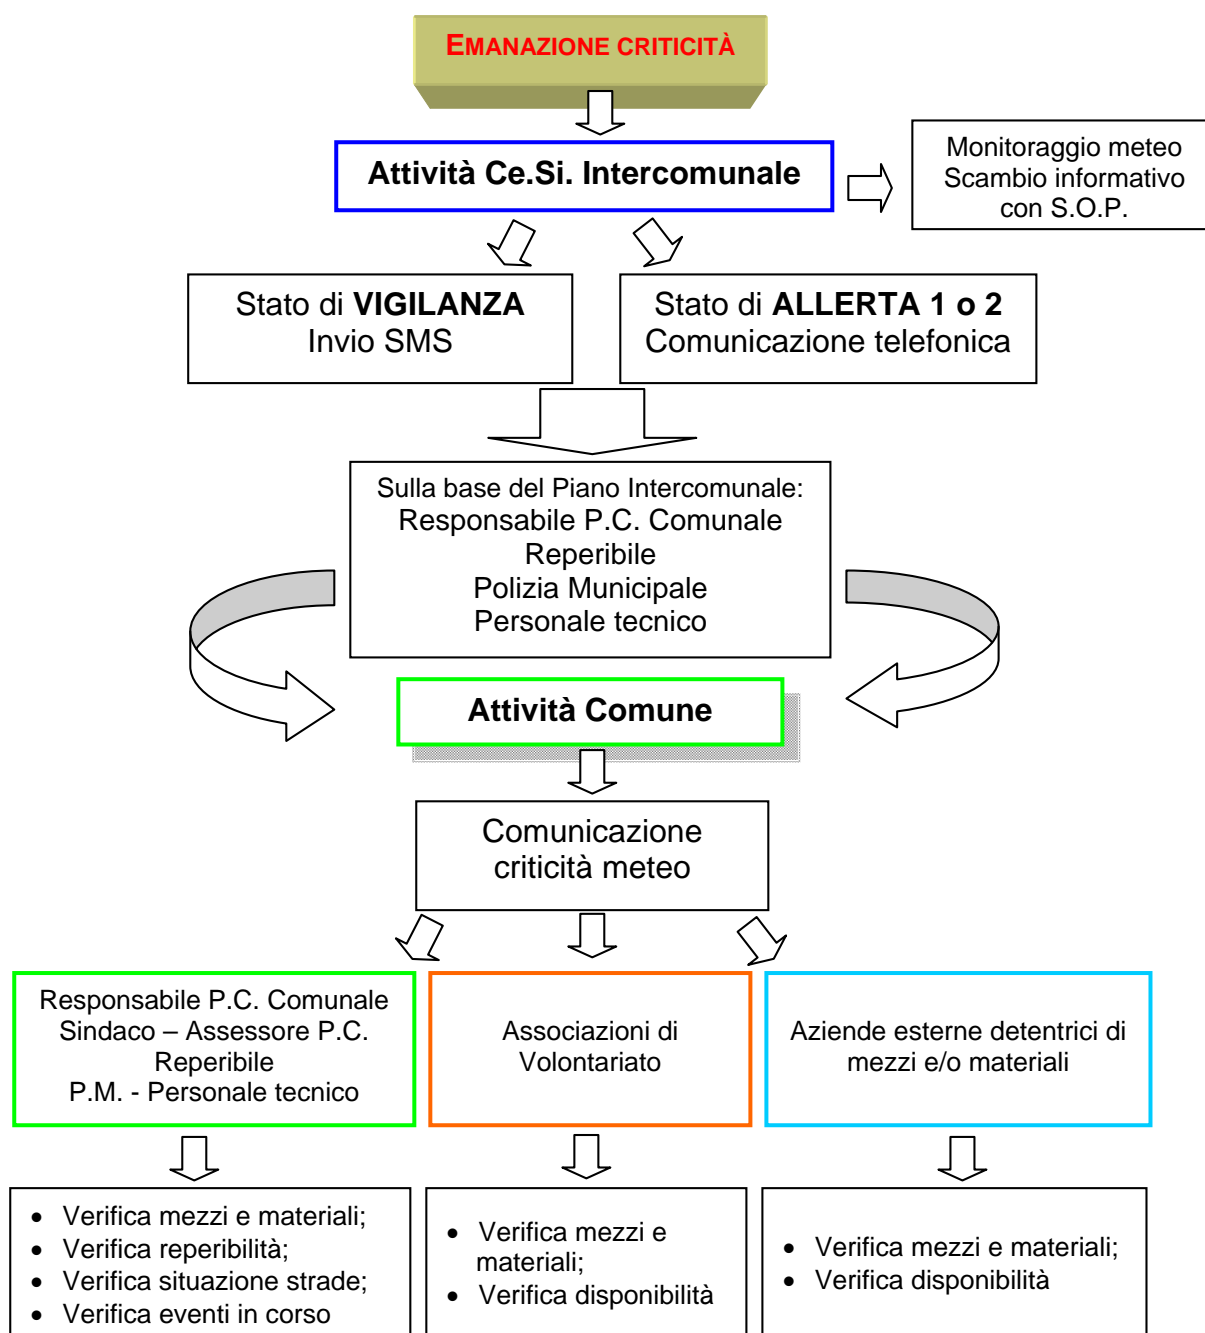 EMANAZIONE CRITICITÀ
Attività Ce.Si. Intercomunale
Monitoraggio meteo
Scambio informativo
con S.O.P.
Stato di VIGILANZA
Invio SMS
Stato di ALLERTA 1 o 2
Comunicazione telefonica
Sulla base del Piano Intercomunale:
Responsabile P.C. Comunale
Reperibile
Polizia Municipale
Personale tecnico
Attività Comune
Comunicazione
criticità meteo
Responsabile P.C. Comunale
Sindaco – Assessore P.C.
Reperibile
P.M. - Personale tecnico
Associazioni di
Volontariato
Aziende esterne detentrici di
mezzi e/o materiali
• Verifica mezzi e materiali;
• Verifica reperibilità;
• Verifica situazione strade;
• Verifica eventi in corso
• Verifica mezzi e
materiali;
• Verifica disponibilità
• Verifica mezzi e materiali;
• Verifica disponibilità